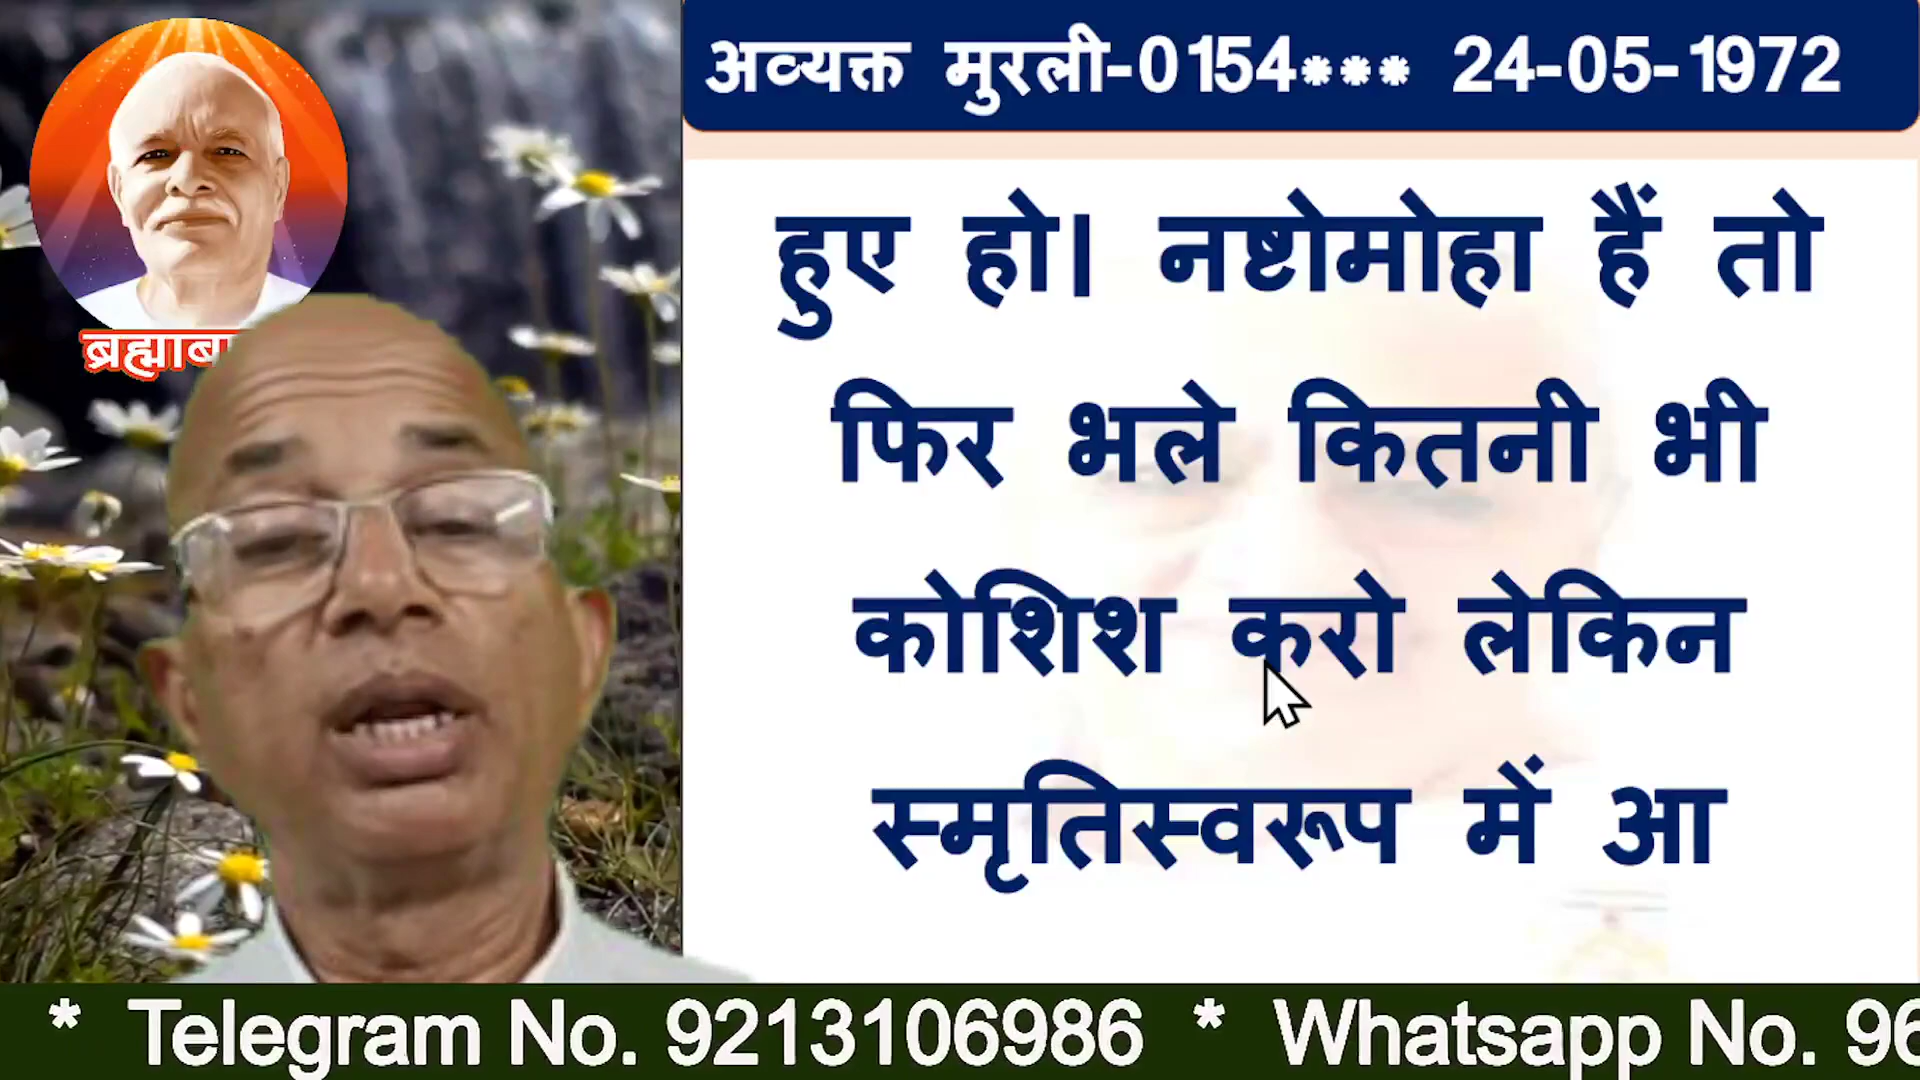 अव्यक्त मुरली-0154*** 24-05-1972
हुए हो। नष्टोमोहा हैं तो
फिर भले कितनी भी
कोशिश करो लेकिन
स्मृतिस्वरूप में आ
* Telegram No. 9213106986 * Whatsapp No. 96